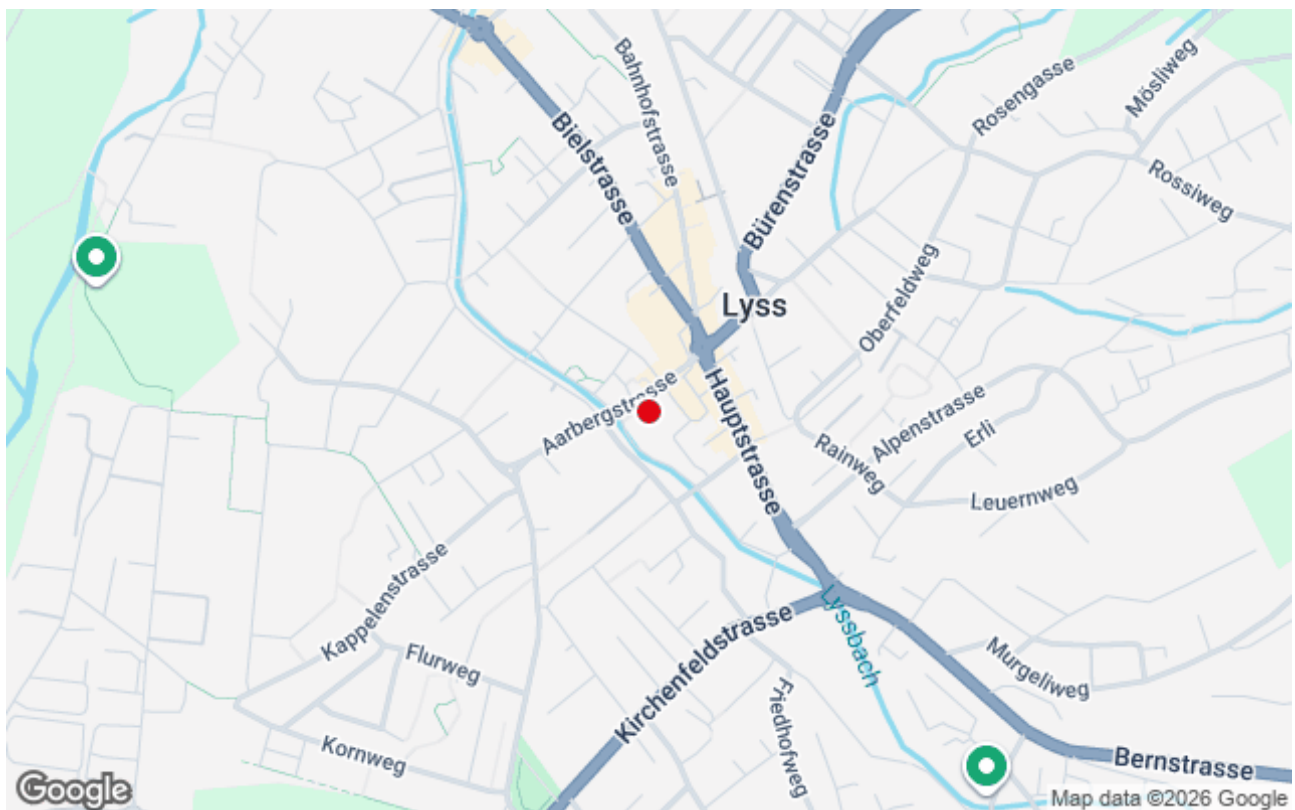 Bahnhofstrasse
Bielstrasse
Bürenstrasse
Rosengasse
Mösliweg
Rossiweg
Oberfeldweg
Lyss
Aarbergstrasse
Hauptstrasse
Alpenstrasse
Erli
Rainweg
Leuernweg
Kappelenstrasse
Flurweg
Kirchenfeldstrasse
Lyssbach
Murgeliweg
Friedhofweg
Kornweg
Bernstrasse
Google
Map data ©2026 Google